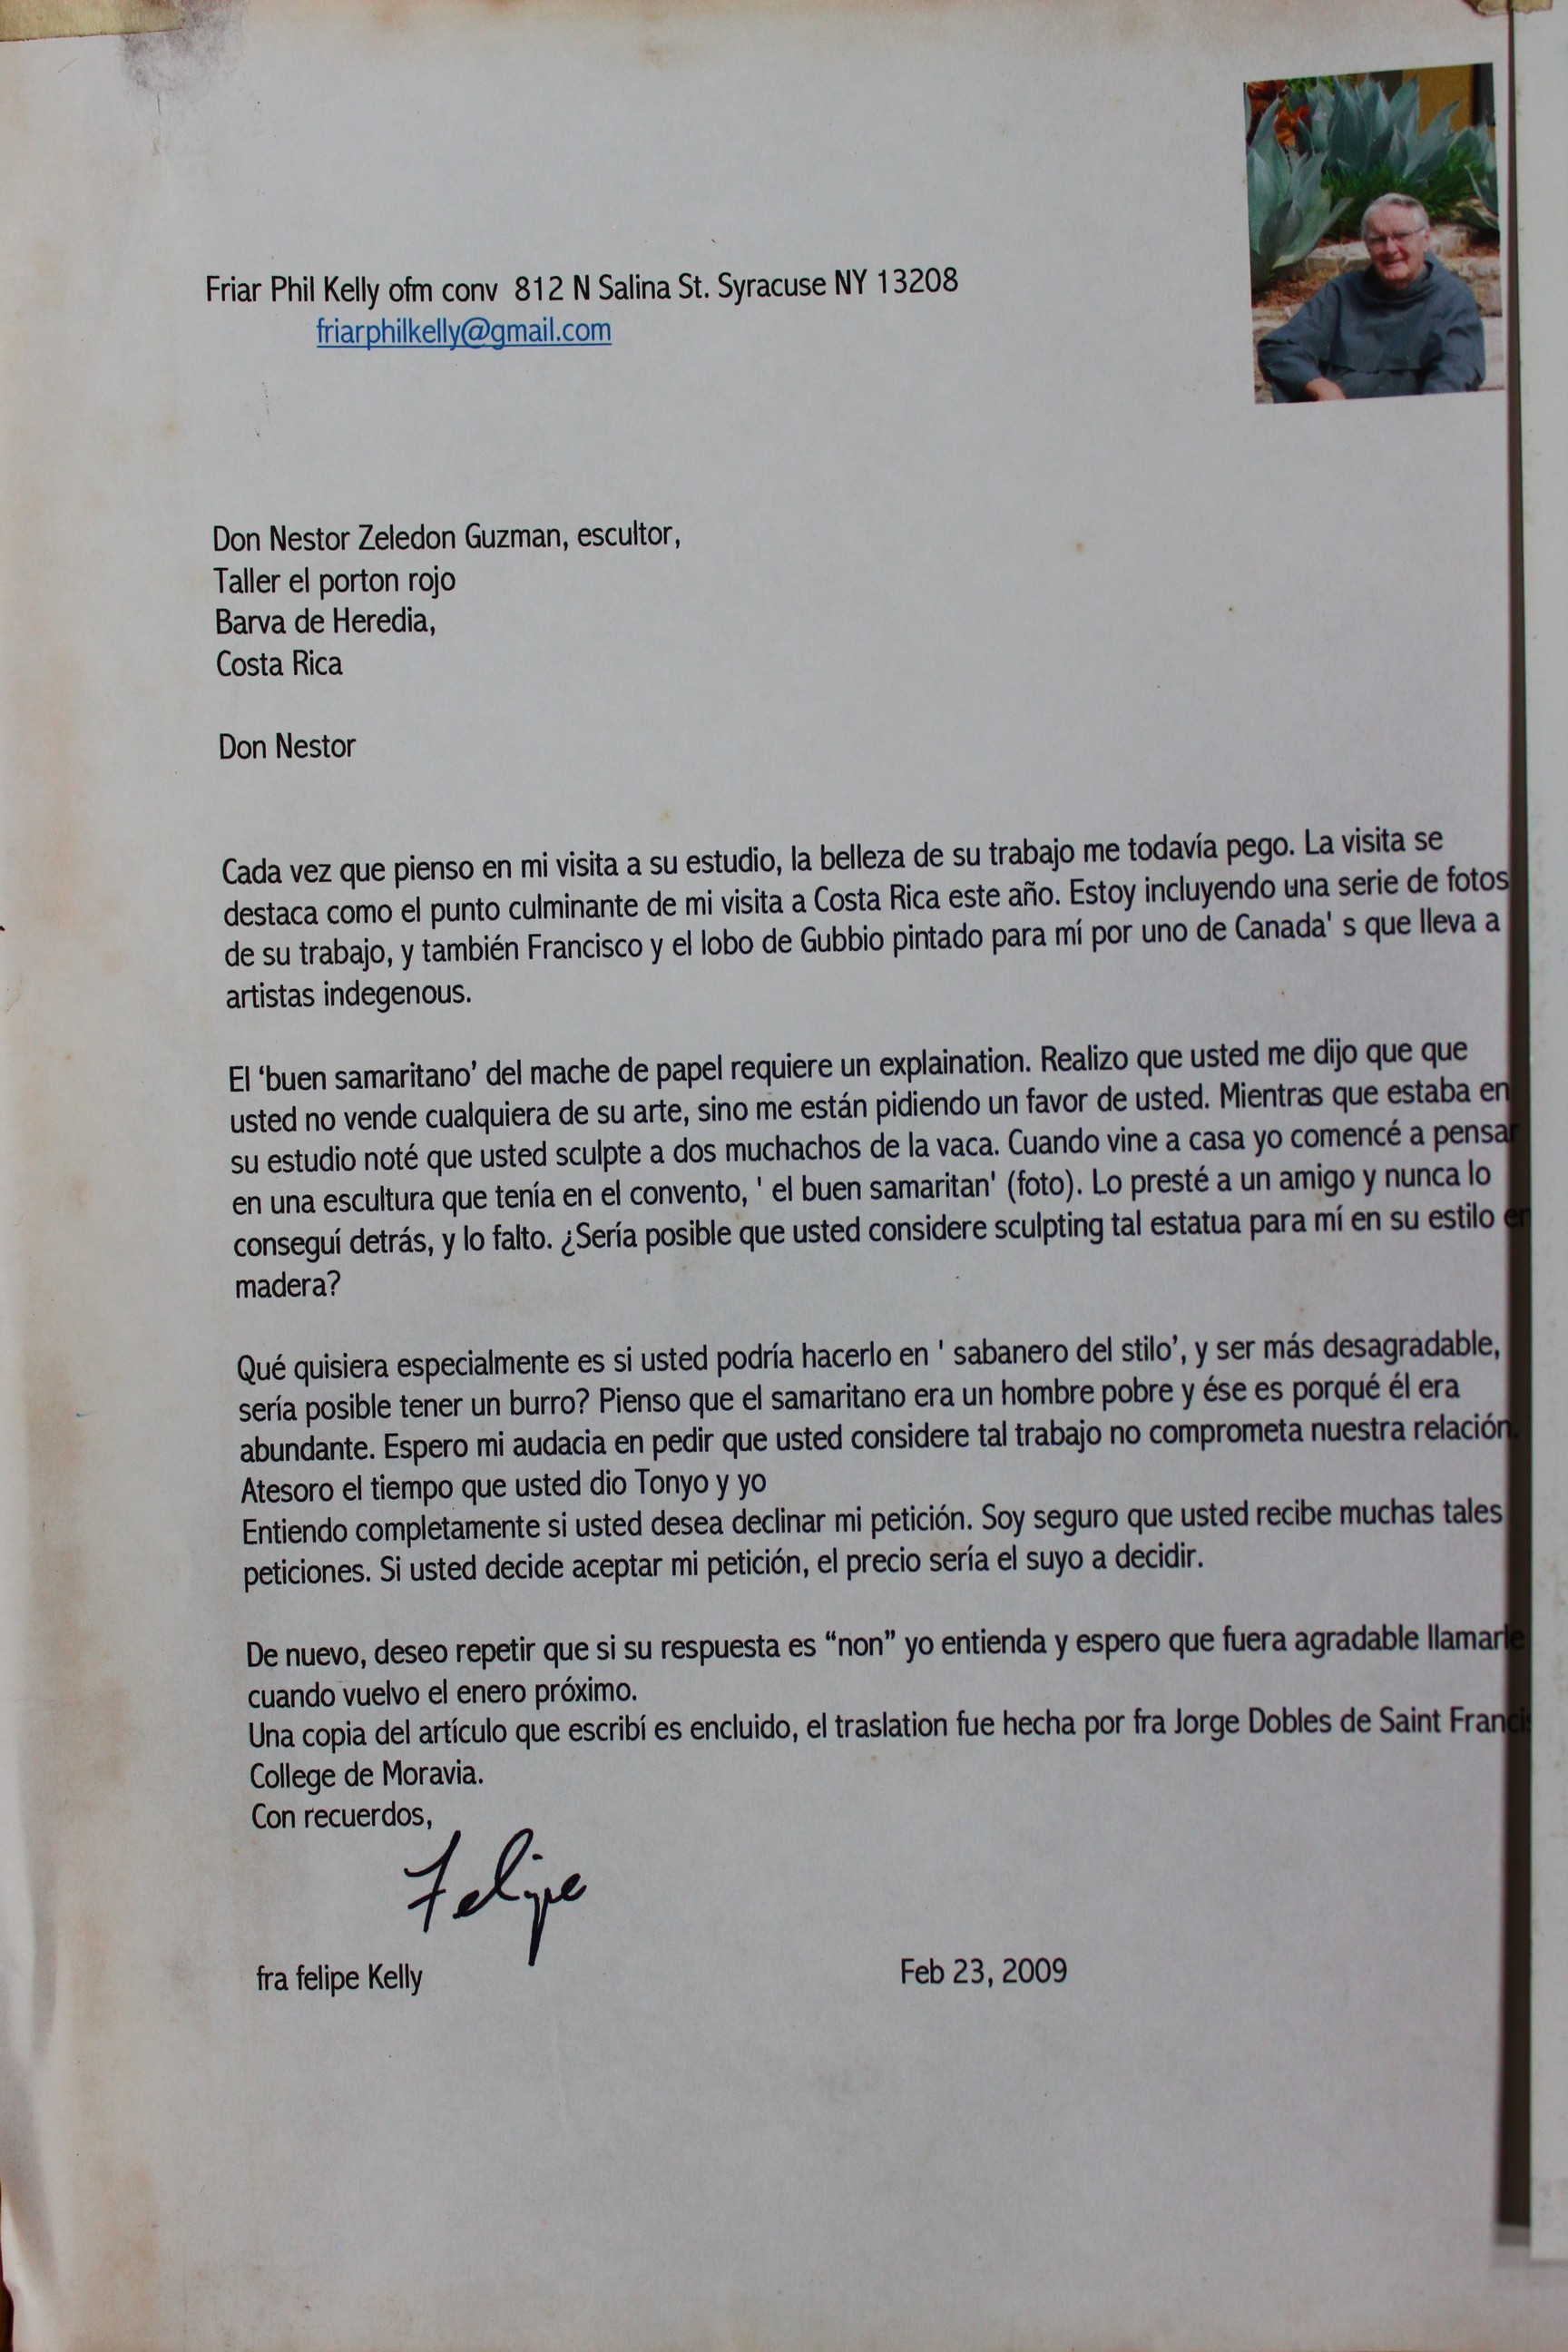 Friar Phil Kelly ofm conv 812 N Salina St. Syracuse NY 13208
friarphilkelly@gmail.com
Don Nestor Zeledon Guzman, escultor,
Taller el porton rojo
Barva de Heredia,
Costa Rica
Don Nestor
Cada vez que pienso en mi visita a su estudio, la belleza de su trabajo me todavía pego. La visita se
destaca como el punto culminante de mi visita a Costa Rica este año. Estoy incluyendo una serie de fotos
de su trabajo, y también Francisco y el lobo de Gubbio pintado para mí por uno de Canada' s que lleva a
artistas indegenous.
El ‘buen samaritano’ del mache de papel requiere un explaination. Realizo que usted me dijo que que
usted no vende cualquiera de su arte, sino me están pidiendo un favor de usted. Mientras que estaba en
su estudio noté que usted sculpte a dos muchachos de la vaca. Cuando vine a casa yo comencé a pensar
en una escultura que tenía en el convento, ' el buen samaritan' (foto). Lo presté a un amigo y nunca lo
conseguí detrás, y lo falto. ¿Sería posible que usted considere sculpting tal estatua para mí en su estilo en
madera?
Qué quisiera especialmente es si usted podría hacerlo en ' sabanero del stilo’, y ser más desagradable,
sería posible tener un burro? Pienso que el samaritano era un hombre pobre y ése es porqué él era
abundante. Espero mi audacia en pedir que usted considere tal trabajo no comprometa nuestra relación.
Atesoro el tiempo que usted dio Tonyo y yo
Entiendo completamente si usted desea declinar mi petición. Soy seguro que usted recibe muchas tales
peticiones. Si usted decide aceptar mi petición, el precio sería el suyo a decidir.
De nuevo, deseo repetir que si su respuesta es “non” yo entienda y espero que fuera agradable llamarle
cuando vuelvo el enero próximo.
Una copia del artículo que escribí es encluido, el traslation fue hecha por fra Jorge Dobles de Saint Franci
College de Moravia.
Con recuerdos,
Felipe
fra felipe Kelly Feb 23, 2009